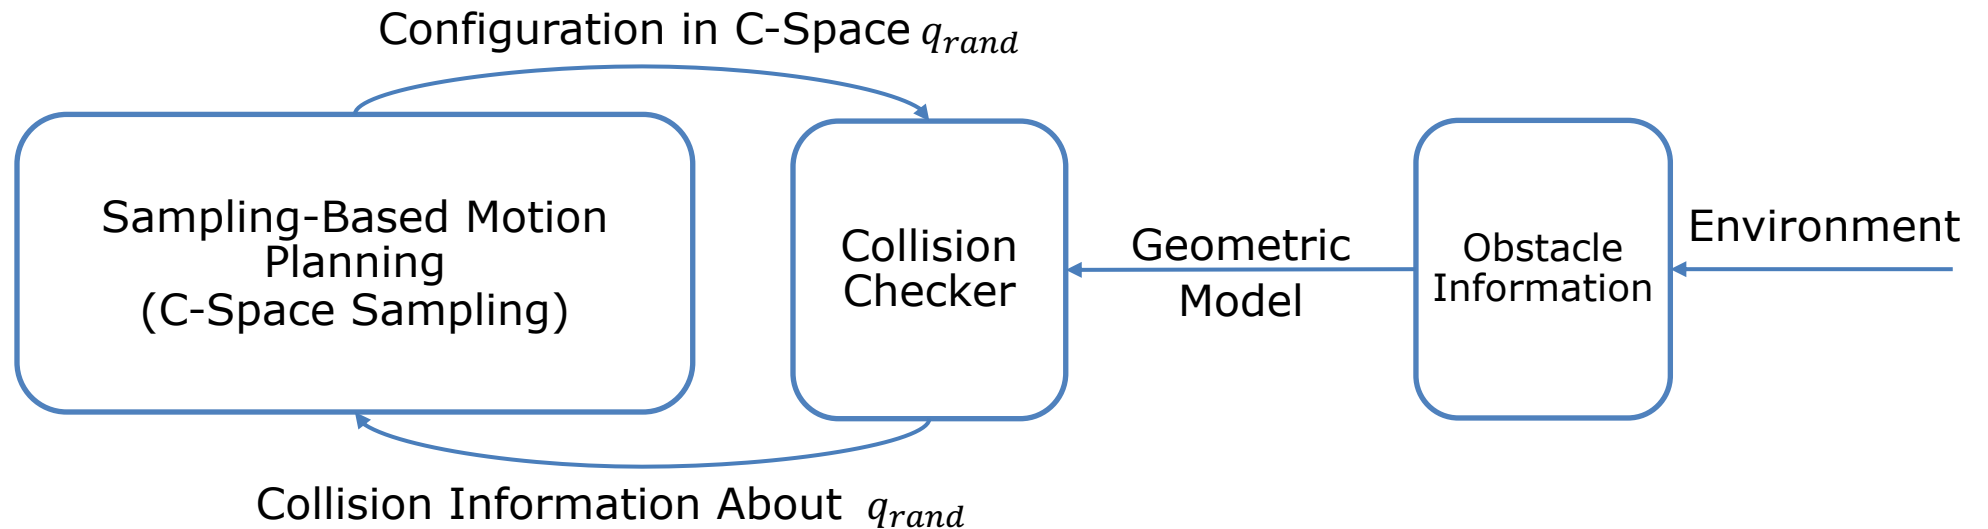 Configuration in C-Space q_rand
Sampling-Based Motion
Planning
(C-Space Sampling)
Collision
Checker
Geometric
Model
Obstacle
Information
Environment
Collision Information About q_rand